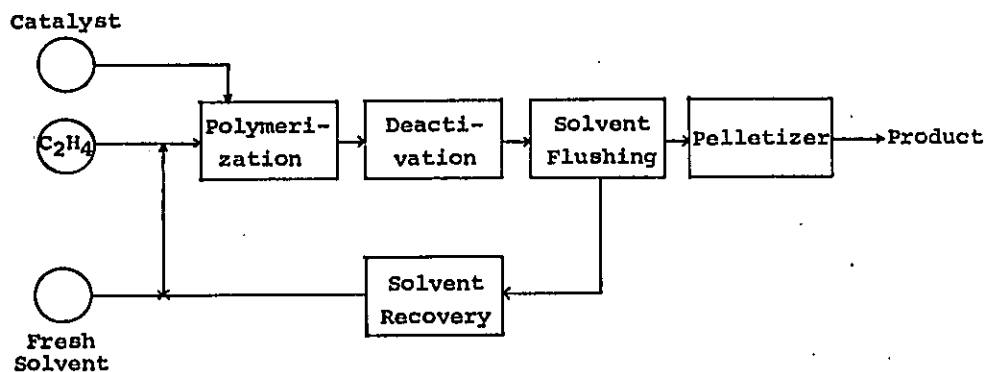 Catalyst
C2H4
Polymeri-
zation
Deacti-
vation
Solvent
Flushing
Pelletizer
Product
Solvent
Recovery
Fresh
Solvent